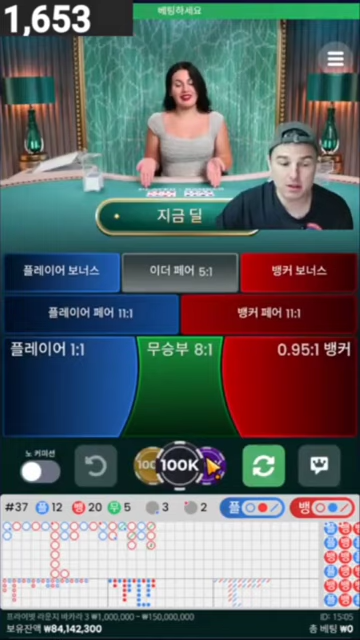 1,653
베팅하세요
지금 딜
플레이어 보너스
이더 페어 5:1
뱅커 보너스
플레이어 페어 11:1
뱅커 페어 11:1
플레이어 1:1
무승부 8:1
0.95:1 뱅커
노 커미션
100K
#37 플 12 뱅 20 무 5 3 2
플 뱅
프라이빗 라운지 바카라 3 ₩1,000,000 ~ ₩150,000,000
ID: 15:05
보유잔액 ₩84,142,300
총 베팅 ₩0